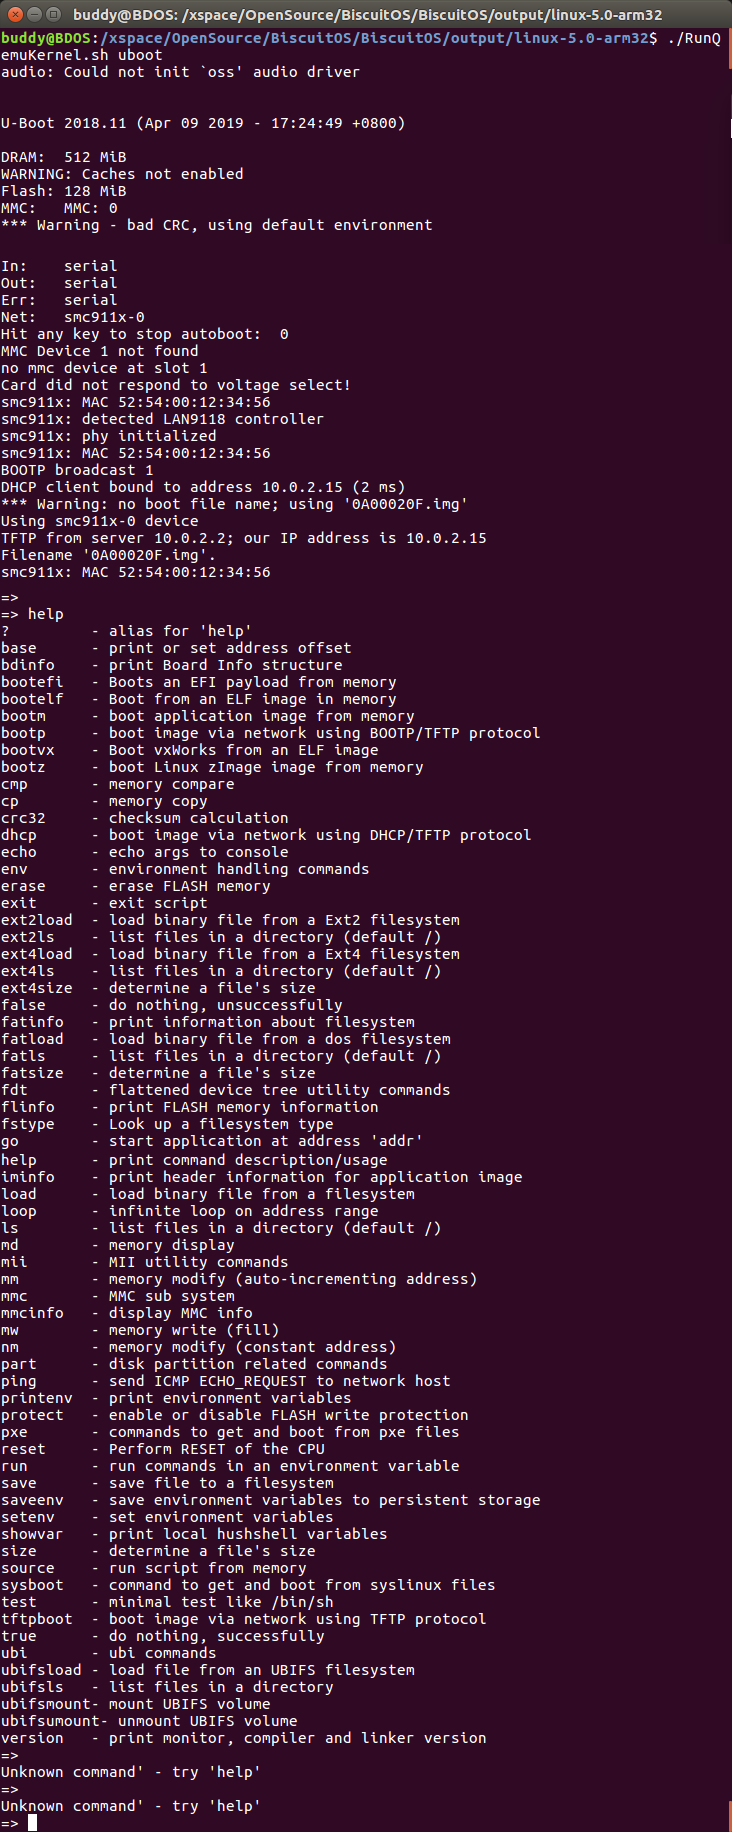 buddy@BDOS: /xspace/OpenSource/BiscuitOS/BiscuitOS/output/linux-5.0-arm32
buddy@BDOS:/xspace/OpenSource/BiscuitOS/BiscuitOS/output/linux-5.0-arm32$ ./RunQ
emuKernel.sh uboot
audio: Could not init `oss' audio driver
U-Boot 2018.11 (Apr 09 2019 - 17:24:49 +0800)
DRAM:  512 MiB
WARNING: Caches not enabled
Flash: 128 MiB
MMC:   MMC: 0
*** Warning - bad CRC, using default environment
In:    serial
Out:   serial
Err:   serial
Net:   smc911x-0
Hit any key to stop autoboot:  0
MMC Device 1 not found
no mmc device at slot 1
Card did not respond to voltage select!
smc911x: MAC 52:54:00:12:34:56
smc911x: detected LAN9118 controller
smc911x: phy initialized
smc911x: MAC 52:54:00:12:34:56
BOOTP broadcast 1
DHCP client bound to address 10.0.2.15 (2 ms)
*** Warning: no boot file name; using '0A00020F.img'
Using smc911x-0 device
TFTP from server 10.0.2.2; our IP address is 10.0.2.15
Filename '0A00020F.img'.
smc911x: MAC 52:54:00:12:34:56
=>
=> help
?         - alias for 'help'
base      - print or set address offset
bdinfo    - print Board Info structure
bootefi   - Boots an EFI payload from memory
bootelf   - Boot from an ELF image in memory
bootm     - boot application image from memory
bootp     - boot image via network using BOOTP/TFTP protocol
bootvx    - Boot vxWorks from an ELF image
bootz     - boot Linux zImage image from memory
cmp       - memory compare
cp        - memory copy
crc32     - checksum calculation
dhcp      - boot image via network using DHCP/TFTP protocol
echo      - echo args to console
env       - environment handling commands
erase     - erase FLASH memory
exit      - exit script
ext2load  - load binary file from a Ext2 filesystem
ext2ls    - list files in a directory (default /)
ext4load  - load binary file from a Ext4 filesystem
ext4ls    - list files in a directory (default /)
ext4size  - determine a file's size
false     - do nothing, unsuccessfully
fatinfo   - print information about filesystem
fatload   - load binary file from a dos filesystem
fatls     - list files in a directory (default /)
fatsize   - determine a file's size
fdt       - flattened device tree utility commands
flinfo    - print FLASH memory information
fstype    - Look up a filesystem type
go        - start application at address 'addr'
help      - print command description/usage
iminfo    - print header information for application image
load      - load binary file from a filesystem
loop      - infinite loop on address range
ls        - list files in a directory (default /)
md        - memory display
mii       - MII utility commands
mm        - memory modify (auto-incrementing address)
mmc       - MMC sub system
mmcinfo   - display MMC info
mw        - memory write (fill)
nm        - memory modify (constant address)
part      - disk partition related commands
ping      - send ICMP ECHO_REQUEST to network host
printenv  - print environment variables
protect   - enable or disable FLASH write protection
pxe       - commands to get and boot from pxe files
reset     - Perform RESET of the CPU
run       - run commands in an environment variable
save      - save file to a filesystem
saveenv   - save environment variables to persistent storage
setenv    - set environment variables
showvar   - print local hushshell variables
size      - determine a file's size
source    - run script from memory
sysboot   - command to get and boot from syslinux files
test      - minimal test like /bin/sh
tftpboot  - boot image via network using TFTP protocol
true      - do nothing, successfully
ubi       - ubi commands
ubifsload - load file from an UBIFS filesystem
ubifsls   - list files in a directory
ubifsmount- mount UBIFS volume
ubifsumount- unmount UBIFS volume
version   - print monitor, compiler and linker version
=>
Unknown command' - try 'help'
=>
Unknown command' - try 'help'
=>